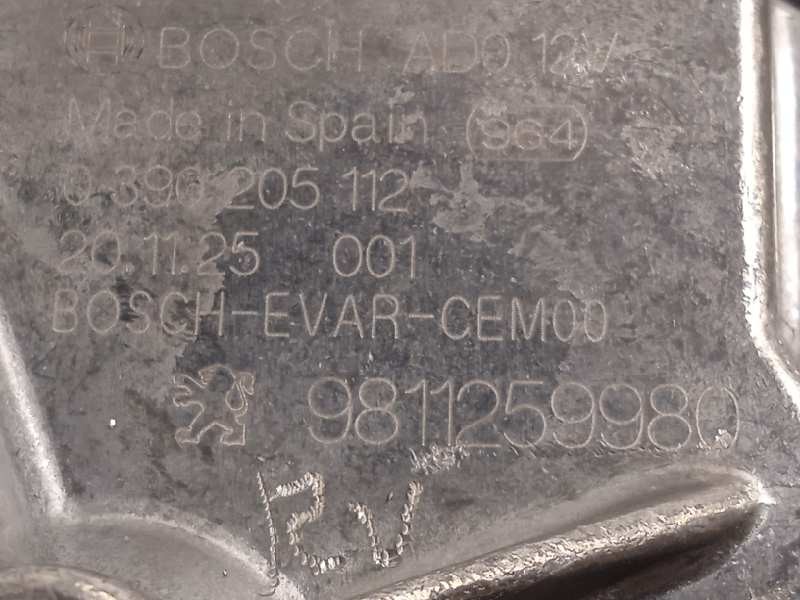 BOSCH AD0 12V
Made in Spain (964)
0 390 205 112
20.11.25 001
BOSCH-EVAR-CEM00
9811259980
RV